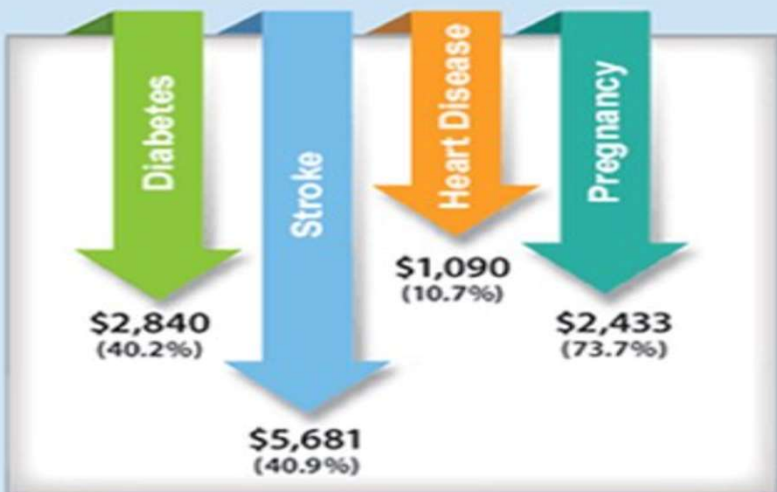 Diabetes
$2,840
(40.2%)
Stroke
$5,681
(40.9%)
Heart Disease
$1,090
(10.7%)
Pregnancy
$2,433
(73.7%)